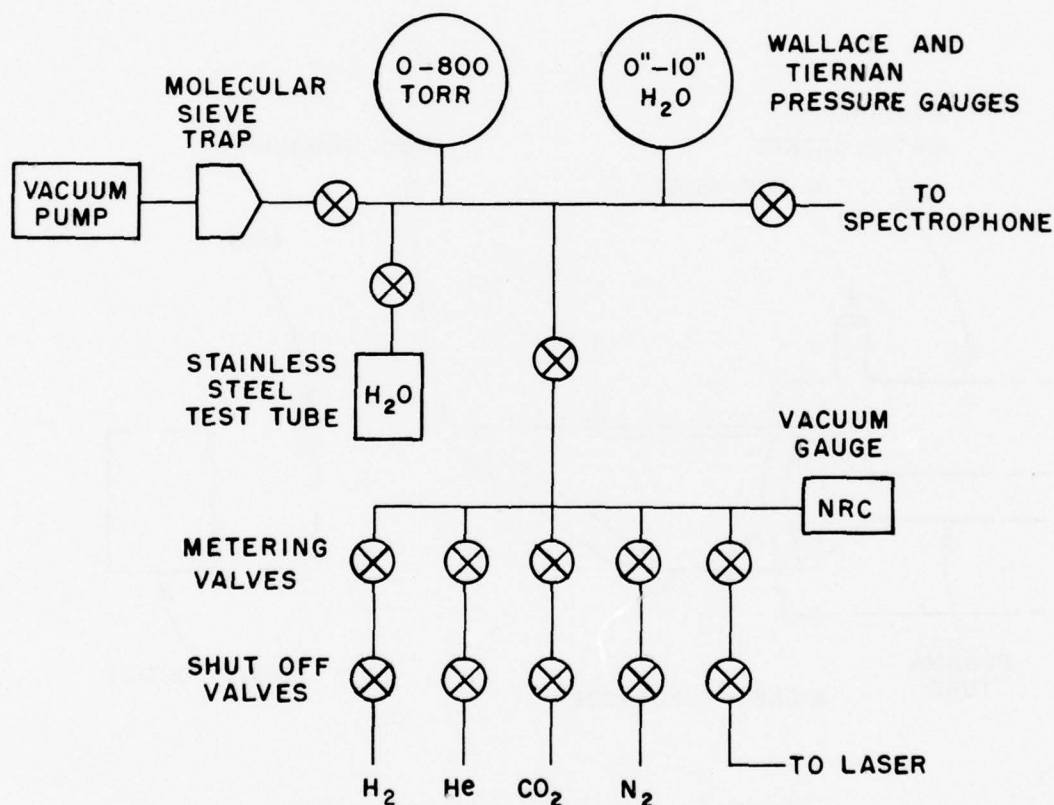 0-800
TORR
0"-10"
H₂O
WALLACE AND
TIERNAN
PRESSURE GAUGES
MOLECULAR
SIEVE
TRAP
VACUUM
PUMP
TO
SPECTROPHONE
STAINLESS
STEEL
TEST TUBE
H₂O
VACUUM
GAUGE
NRC
METERING
VALVES
SHUT OFF
VALVES
TO LASER
H₂ He CO₂ N₂